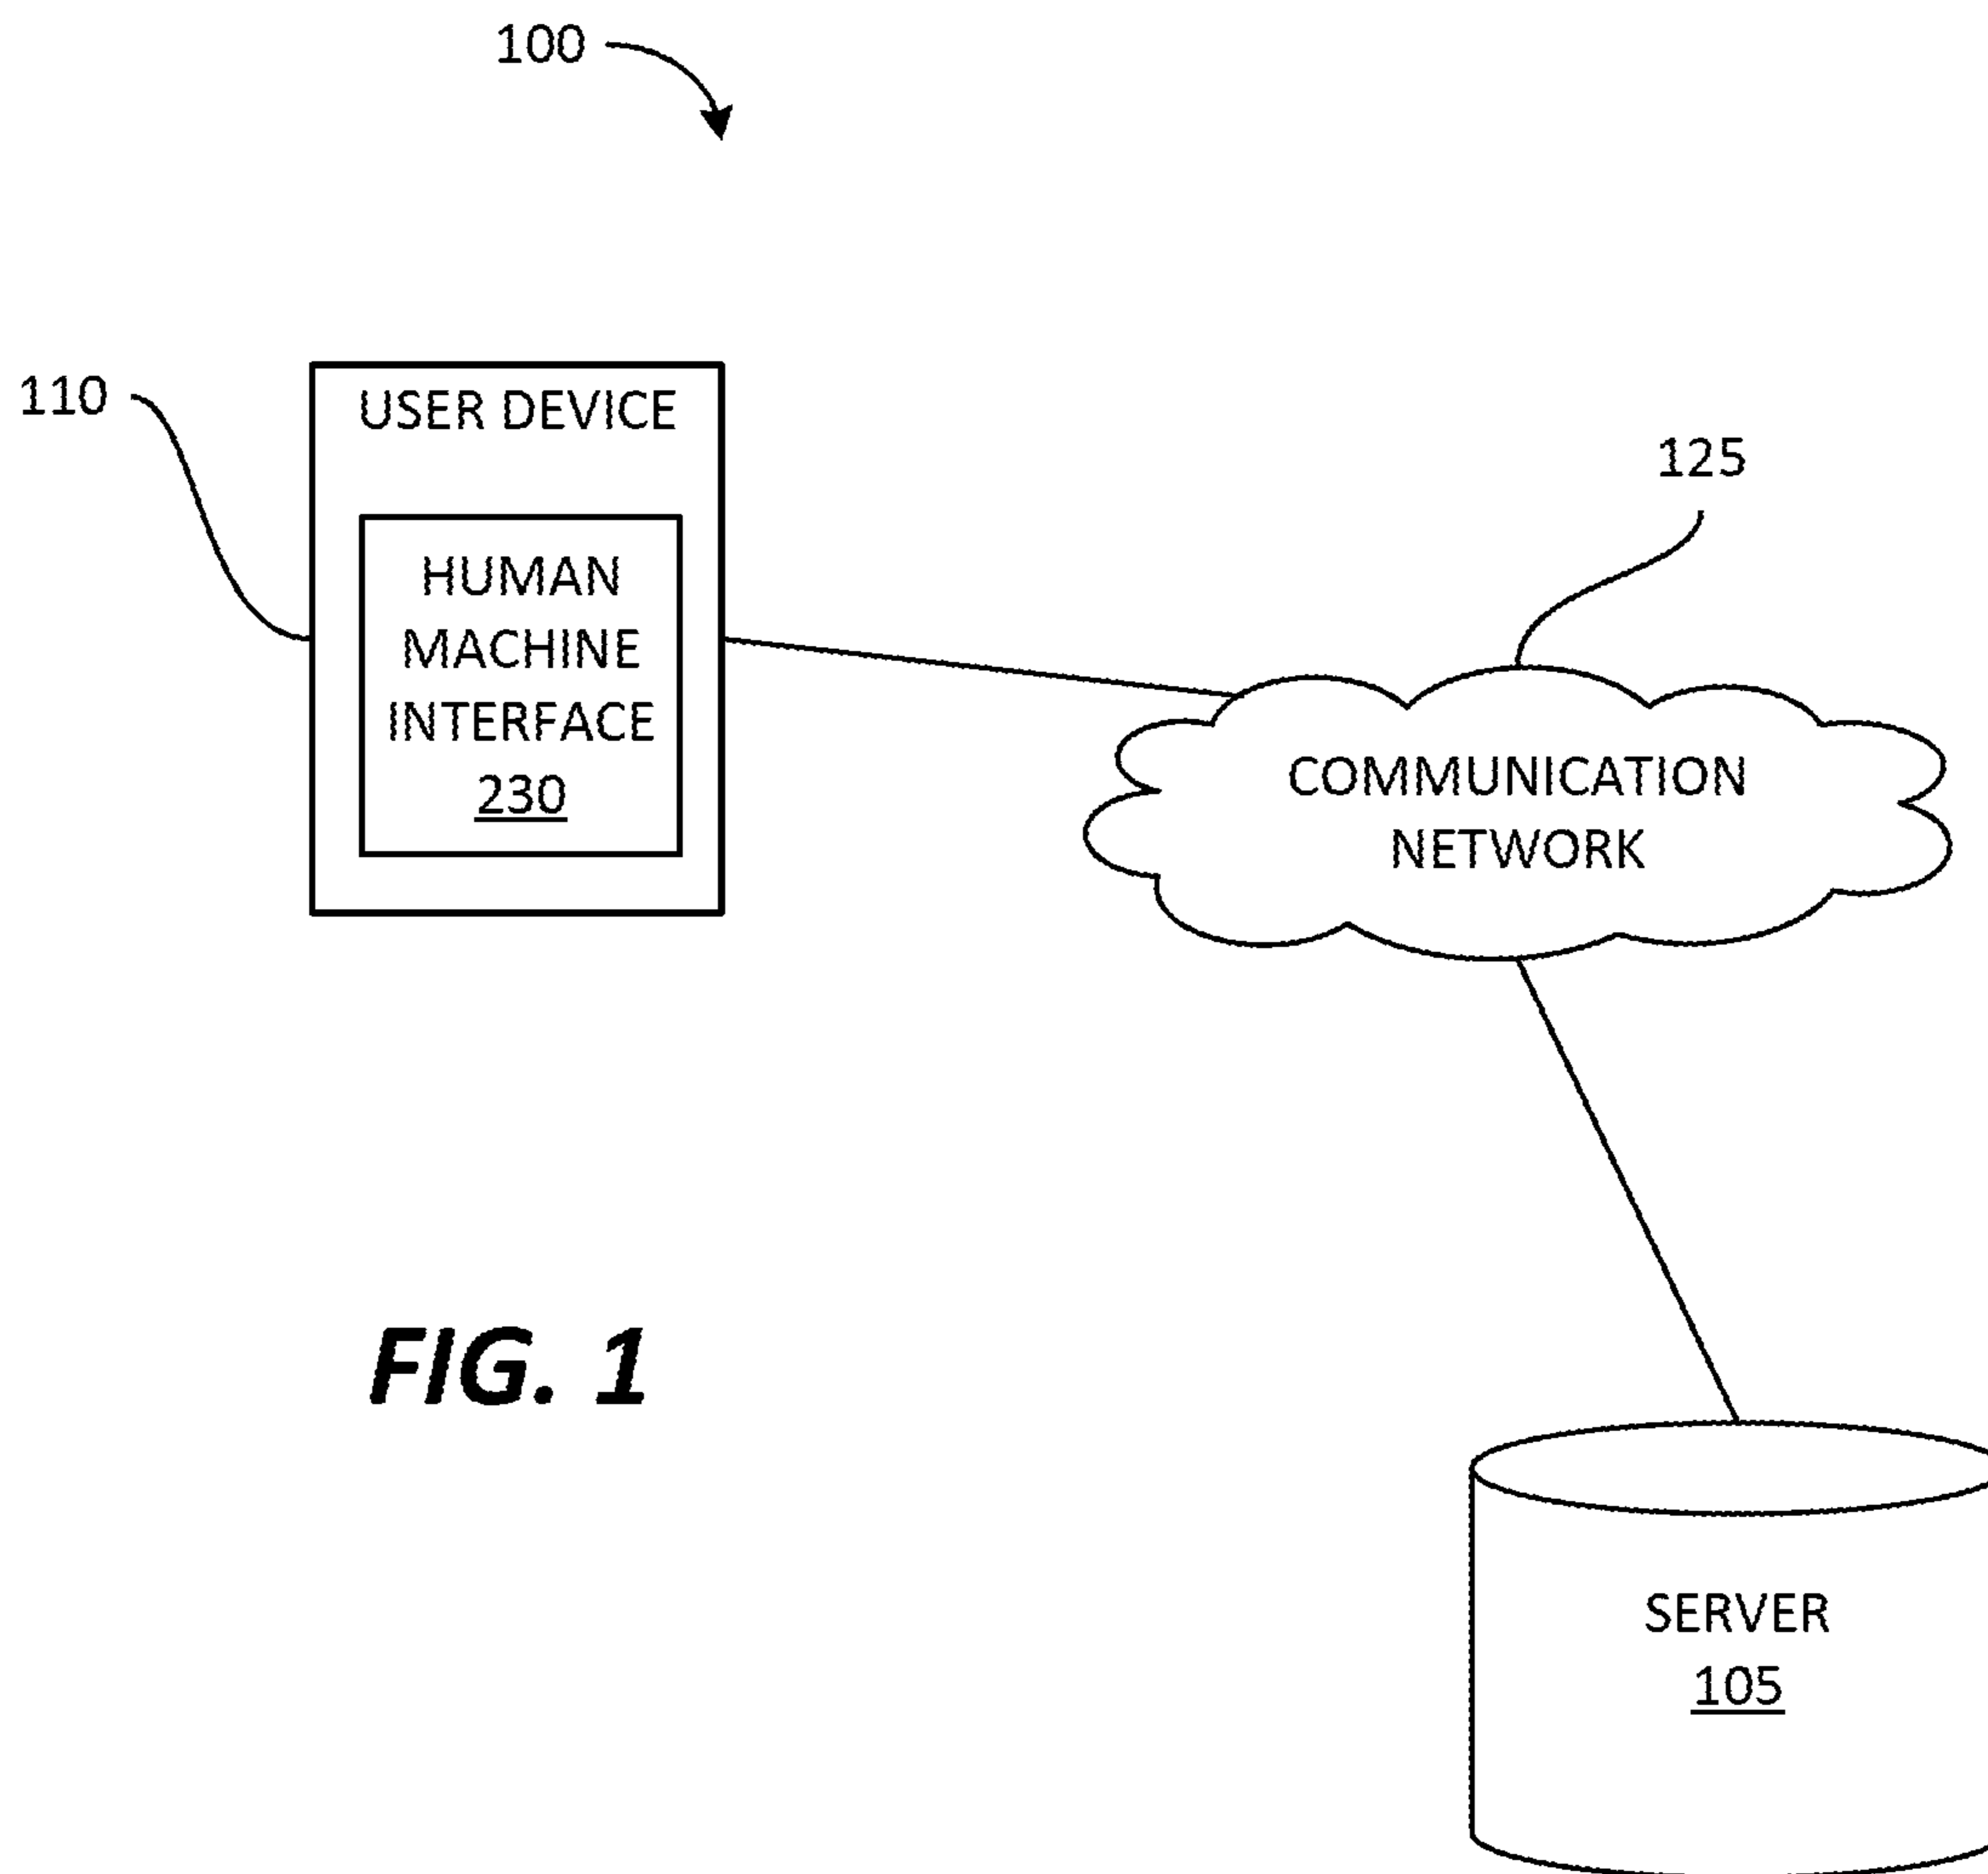 100
110
USER DEVICE
HUMAN
MACHINE
INTERFACE
230
125
COMMUNICATION
NETWORK
FIG. 1
SERVER
105